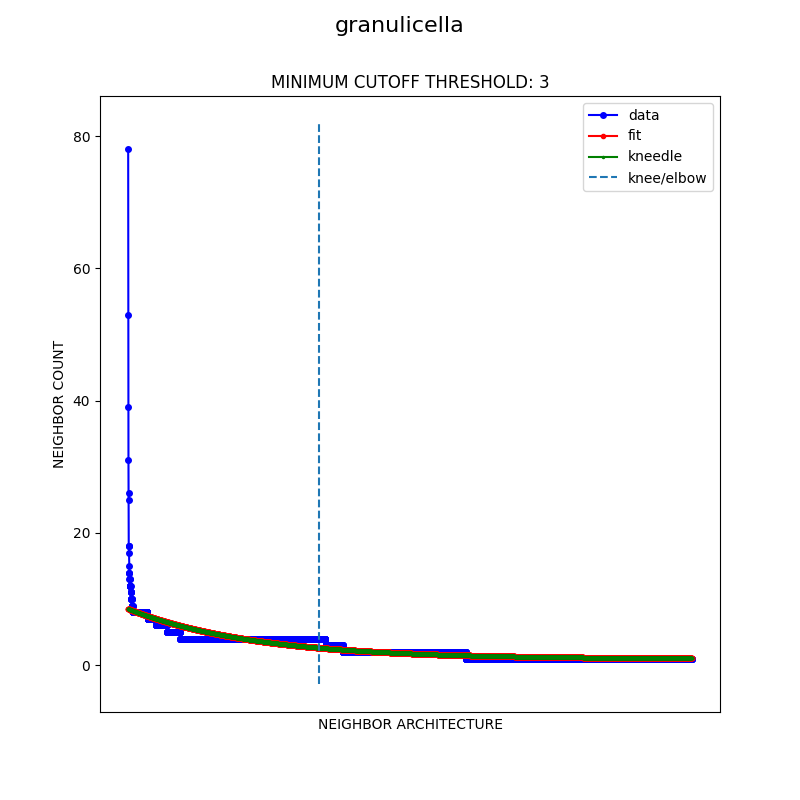 granulicella
MINIMUM CUTOFF THRESHOLD: 3
data
fit
kneedle
knee/elbow
80
60
40
20
0
NEIGHBOR COUNT
NEIGHBOR ARCHITECTURE